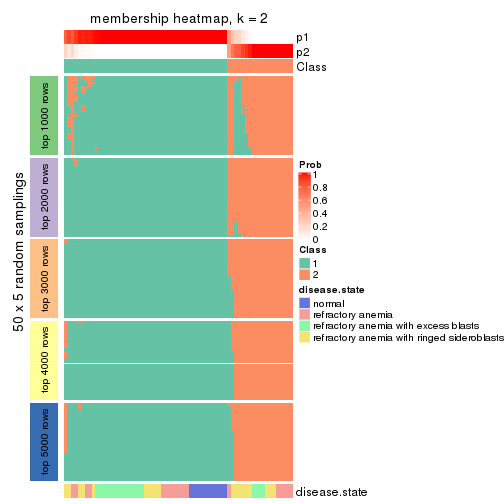 membership heatmap, k = 2
p1
p2
Class
50 x 5 random samplings
top 1000 rows
top 2000 rows
top 3000 rows
top 4000 rows
top 5000 rows
Prob
1
0.8
0.6
0.4
0.2
0
Class
1
2
disease.state
normal
refractory anemia
refractory anemia with excess blasts
refractory anemia with ringed sideroblasts
disease.state